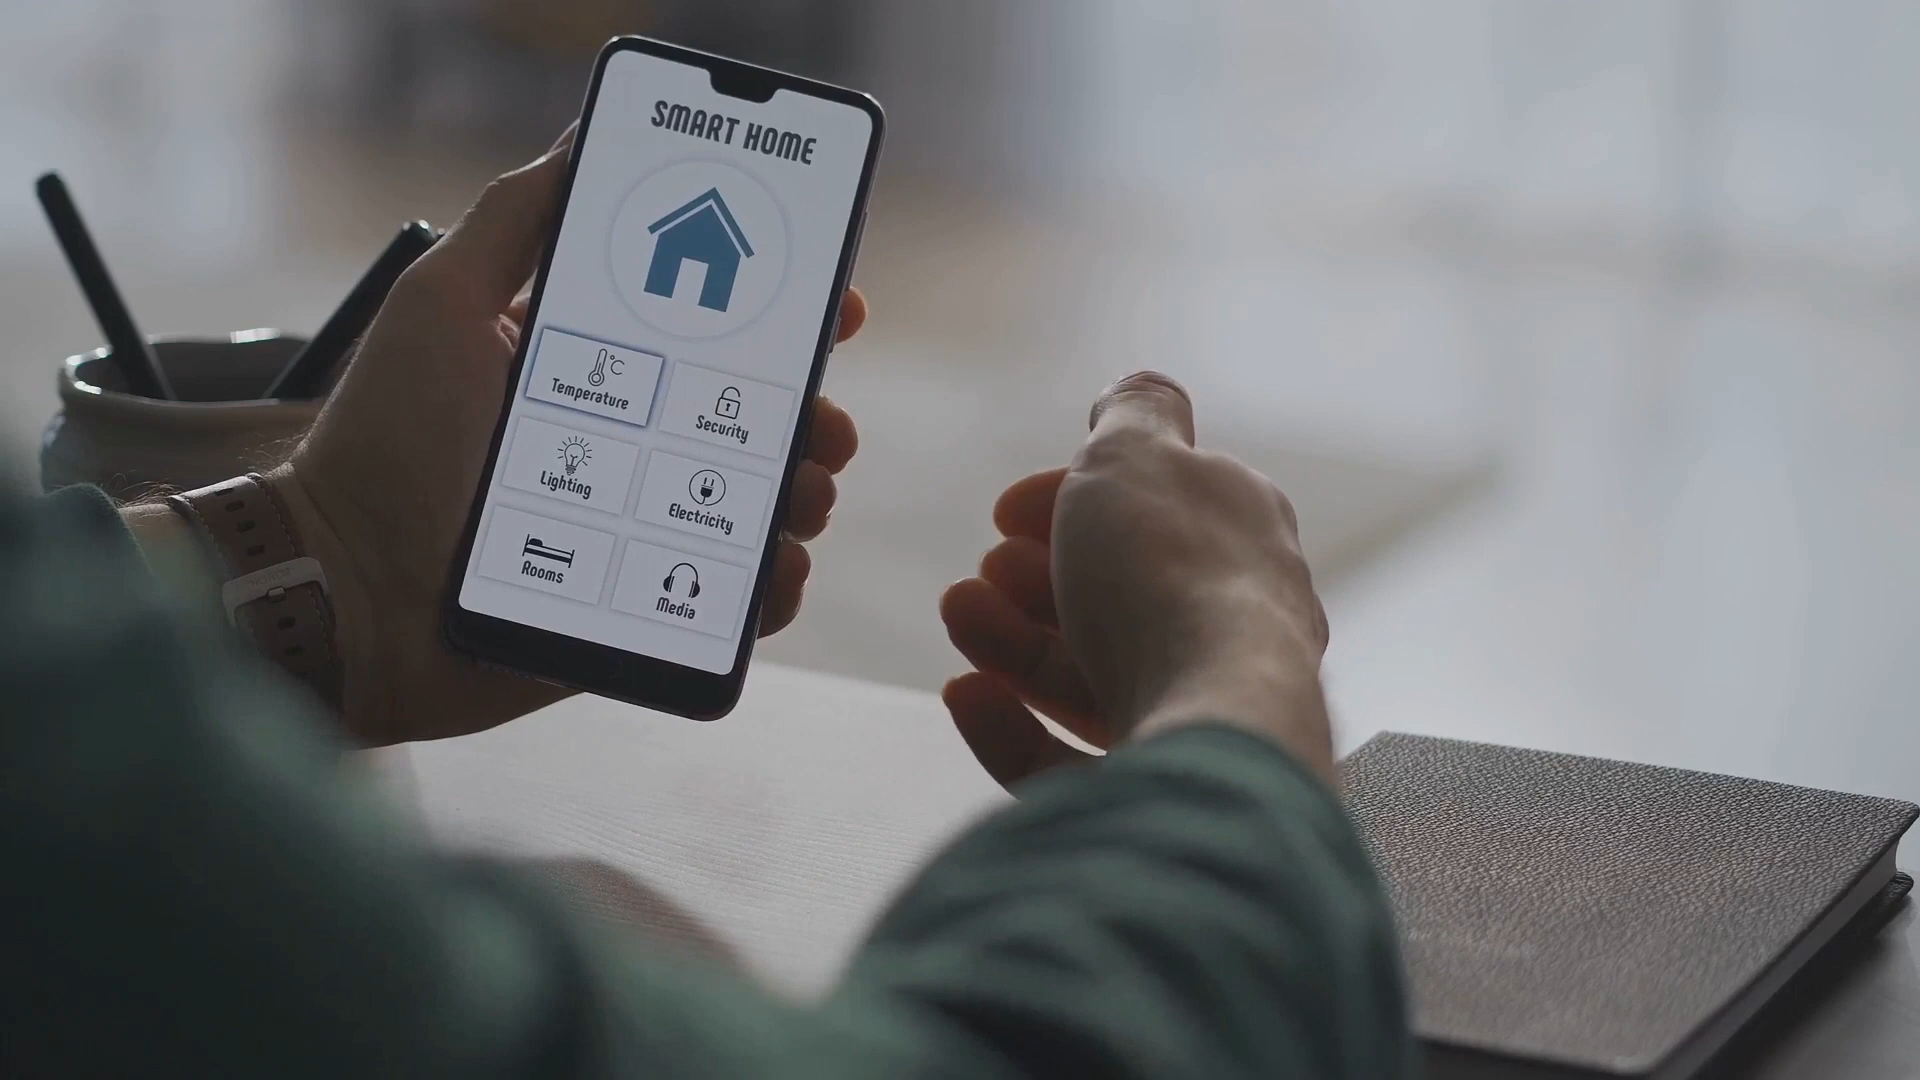 SMART HOME
°C
Temperature
Security
Lighting
Electricity
Rooms
Media